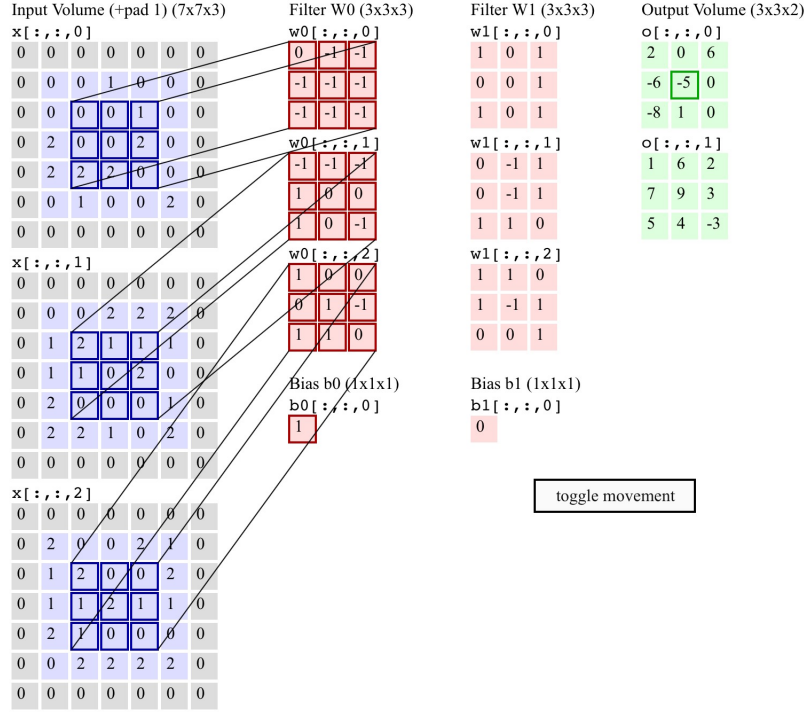 Input Volume (+pad 1) (7x7x3)
x[:,:,0]
0 0 0 0 0 0 0
0 0 0 1 0 0 0
0 0 0 0 1 0 0
0 2 0 0 2 0 0
0 2 2 2 0 0 0
0 0 1 0 0 2 0
0 0 0 0 0 0 0
x[:,:,1]
0 0 0 0 0 0 0
0 0 0 2 2 2 0
0 1 2 1 1 1 0
0 1 1 0 2 0 0
0 2 0 0 0 1 0
0 2 2 1 0 2 0
0 0 0 0 0 0 0
x[:,:,2]
0 0 0 0 0 0 0
0 2 0 0 2 1 0
0 1 2 0 0 2 0
0 1 1 2 1 1 0
0 2 1 0 0 0 0
0 0 2 2 2 2 0
0 0 0 0 0 0 0
Filter W0 (3x3x3)
w0[:,:,0]
0 -1 -1
-1 -1 -1
-1 -1 -1
w0[:,:,1]
-1 -1 -1
1 0 0
1 0 -1
w0[:,:,2]
1 0 0
0 1 -1
1 1 0
Bias b0 (1x1x1)
b0[:,:,0]
1
Filter W1 (3x3x3)
w1[:,:,0]
1 0 1
0 0 1
1 0 1
w1[:,:,1]
0 -1 1
0 -1 1
1 1 0
w1[:,:,2]
1 1 0
1 -1 1
0 0 1
Bias b1 (1x1x1)
b1[:,:,0]
0
Output Volume (3x3x2)
o[:,:,0]
2 0 6
-6 -5 0
-8 1 0
o[:,:,1]
1 6 2
7 9 3
5 4 -3
toggle movement